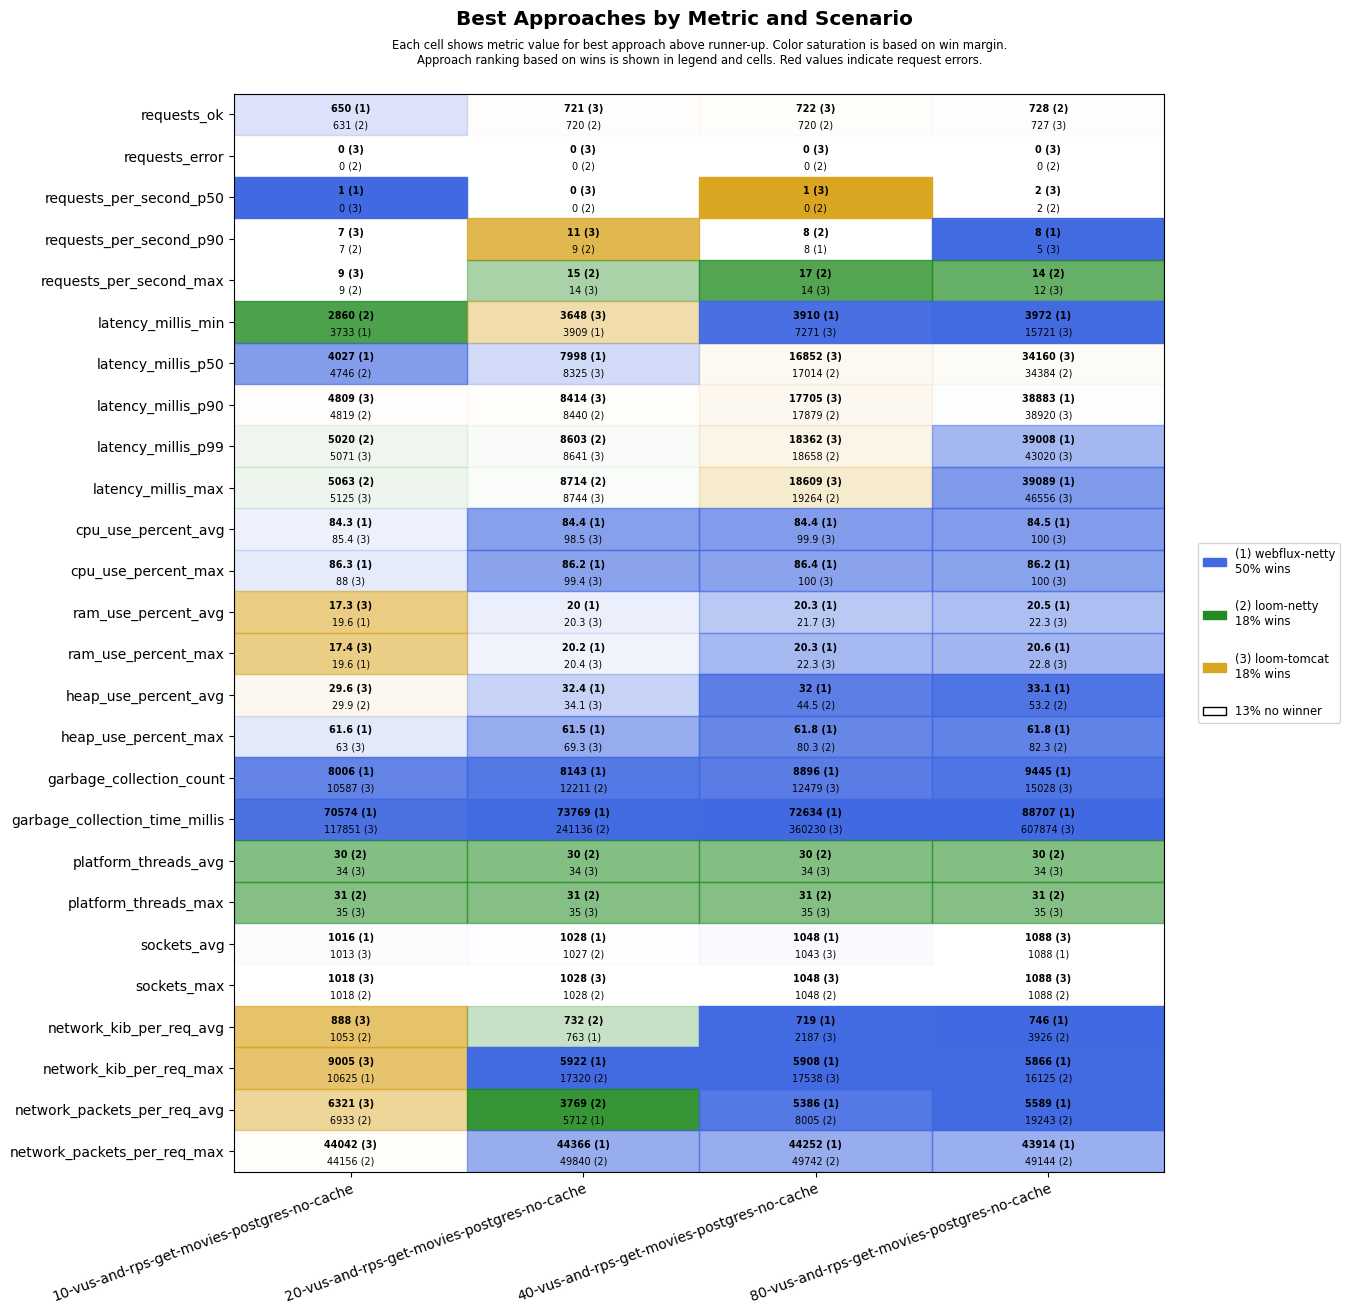 Best Approaches by Metric and Scenario
Each cell shows metric value for best approach above runner-up. Color saturation is based on win margin.
Approach ranking based on wins is shown in legend and cells. Red values indicate request errors.
requests_ok
650 (1) 721 (3) 722 (3) 728 (2)
631 (2) 720 (2) 720 (2) 727 (3)
requests_error
0 (3) 0 (3) 0 (3) 0 (3)
0 (2) 0 (2) 0 (2) 0 (2)
requests_per_second_p50
1 (1) 0 (3) 1 (3) 2 (3)
0 (3) 0 (2) 0 (2) 2 (2)
requests_per_second_p90
7 (3) 11 (3) 8 (2) 8 (1)
7 (2) 9 (2) 8 (1) 5 (3)
requests_per_second_max
9 (3) 15 (2) 17 (2) 14 (2)
9 (2) 14 (3) 14 (3) 12 (3)
latency_millis_min
2860 (2) 3648 (3) 3910 (1) 3972 (1)
3733 (1) 3909 (1) 7271 (3) 15721 (3)
latency_millis_p50
4027 (1) 7998 (1) 16852 (3) 34160 (3)
4746 (2) 8325 (3) 17014 (2) 34384 (2)
latency_millis_p90
4809 (3) 8414 (3) 17705 (3) 38883 (1)
4819 (2) 8440 (2) 17879 (2) 38920 (3)
latency_millis_p99
5020 (2) 8603 (2) 18362 (3) 39008 (1)
5071 (3) 8641 (3) 18658 (2) 43020 (3)
latency_millis_max
5063 (2) 8714 (2) 18609 (3) 39089 (1)
5125 (3) 8744 (3) 19264 (2) 46556 (3)
cpu_use_percent_avg
84.3 (1) 84.4 (1) 84.4 (1) 84.5 (1)
85.4 (3) 98.5 (3) 99.9 (3) 100 (3)
cpu_use_percent_max
86.3 (1) 86.2 (1) 86.4 (1) 86.2 (1)
88 (3) 99.4 (3) 100 (3) 100 (3)
ram_use_percent_avg
17.3 (3) 20 (1) 20.3 (1) 20.5 (1)
19.6 (1) 20.3 (3) 21.7 (3) 22.3 (3)
ram_use_percent_max
17.4 (3) 20.2 (1) 20.3 (1) 20.6 (1)
19.6 (1) 20.4 (3) 22.3 (3) 22.8 (3)
heap_use_percent_avg
29.6 (3) 32.4 (1) 32 (1) 33.1 (1)
29.9 (2) 34.1 (3) 44.5 (2) 53.2 (2)
heap_use_percent_max
61.6 (1) 61.5 (1) 61.8 (1) 61.8 (1)
63 (3) 69.3 (3) 80.3 (2) 82.3 (2)
garbage_collection_count
8006 (1) 8143 (1) 8896 (1) 9445 (1)
10587 (3) 12211 (2) 12479 (3) 15028 (3)
garbage_collection_time_millis
70574 (1) 73769 (1) 72634 (1) 88707 (1)
117851 (3) 241136 (2) 360230 (3) 607874 (3)
platform_threads_avg
30 (2) 30 (2) 30 (2) 30 (2)
34 (3) 34 (3) 34 (3) 34 (3)
platform_threads_max
31 (2) 31 (2) 31 (2) 31 (2)
35 (3) 35 (3) 35 (3) 35 (3)
sockets_avg
1016 (1) 1028 (1) 1048 (1) 1088 (3)
1013 (3) 1027 (2) 1043 (3) 1088 (1)
sockets_max
1018 (3) 1028 (3) 1048 (3) 1088 (3)
1018 (2) 1028 (2) 1048 (2) 1088 (2)
network_kib_per_req_avg
888 (3) 732 (2) 719 (1) 746 (1)
1053 (2) 763 (1) 2187 (3) 3926 (2)
network_kib_per_req_max
9005 (3) 5922 (1) 5908 (1) 5866 (1)
10625 (1) 17320 (2) 17538 (3) 16125 (2)
network_packets_per_req_avg
6321 (3) 3769 (2) 5386 (1) 5589 (1)
6933 (2) 5712 (1) 8005 (2) 19243 (2)
network_packets_per_req_max
44042 (3) 44366 (1) 44252 (1) 43914 (1)
44156 (2) 49840 (2) 49742 (2) 49144 (2)
10-vus-and-rps-get-movies-postgres-no-cache
20-vus-and-rps-get-movies-postgres-no-cache
40-vus-and-rps-get-movies-postgres-no-cache
80-vus-and-rps-get-movies-postgres-no-cache
(1) webflux-netty
50% wins
(2) loom-netty
18% wins
(3) loom-tomcat
18% wins
13% no winner